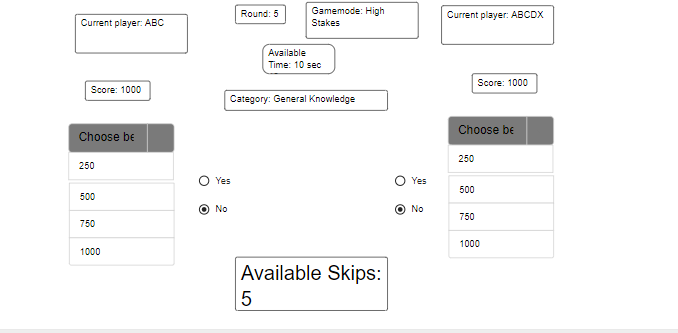 Current player: ABC
Round: 5
Gamemode: High
Stakes
Current player: ABCDX
Available
Time: 10 sec
Score: 1000
Score: 1000
Category: General Knowledge
Choose be
250
500
750
1000
Yes
No
Yes
No
Choose be
250
500
750
1000
Available Skips:
5